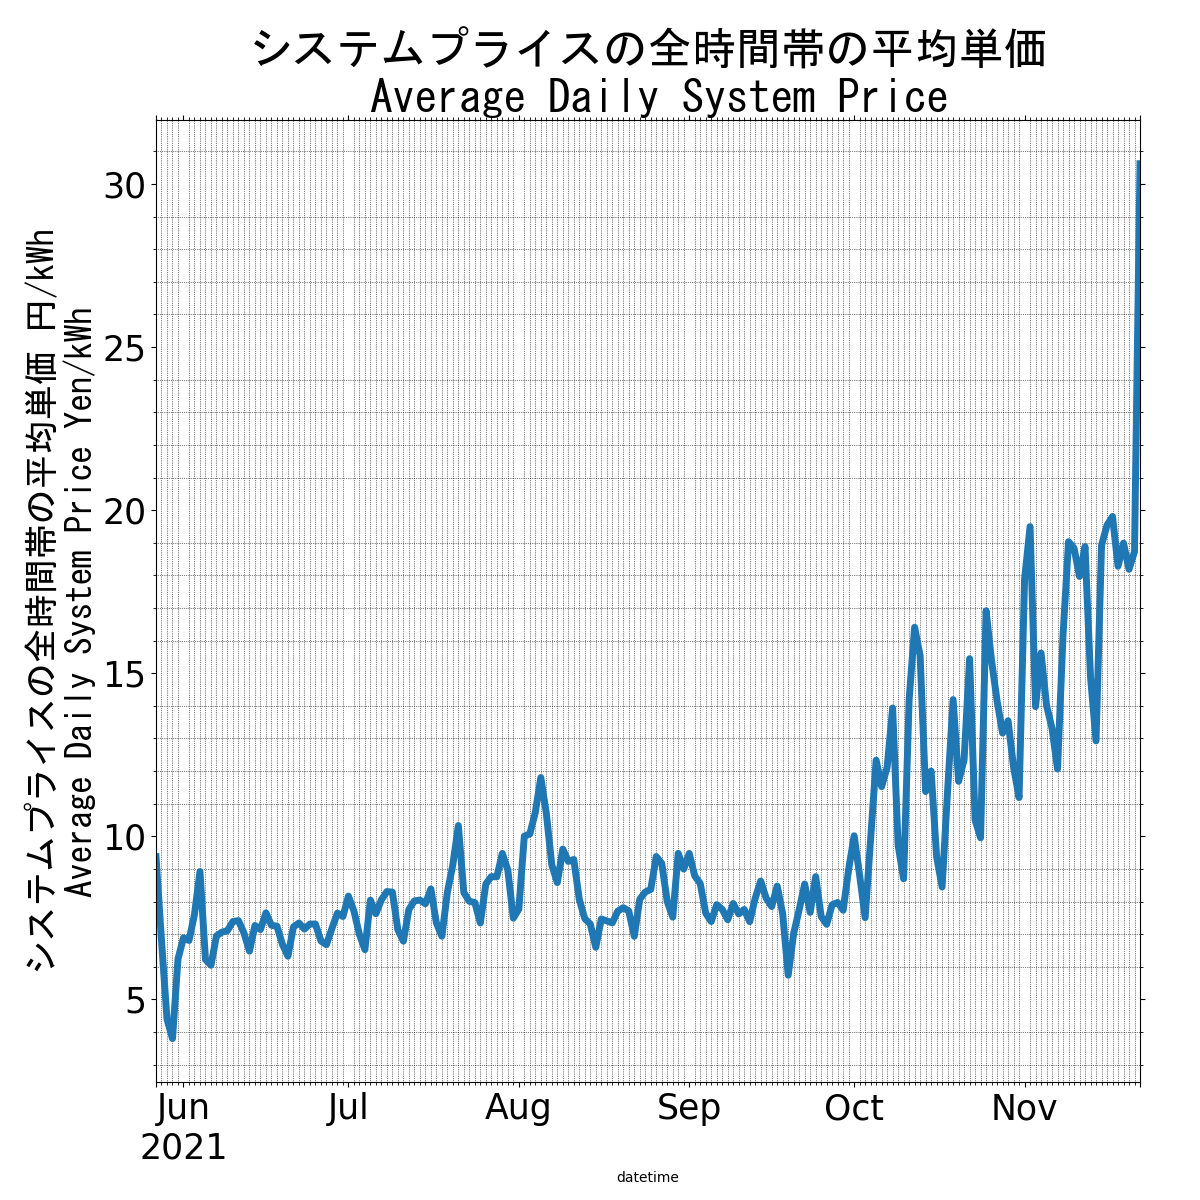 システムプライスの全時間帯の平均単価
Average Daily System Price
システムプライスの全時間帯の平均単価 円/kWh
Average Daily System Price Yen/kWh
30
25
20
15
10
5
Jun
2021
Jul
Aug
Sep
Oct
Nov
datetime